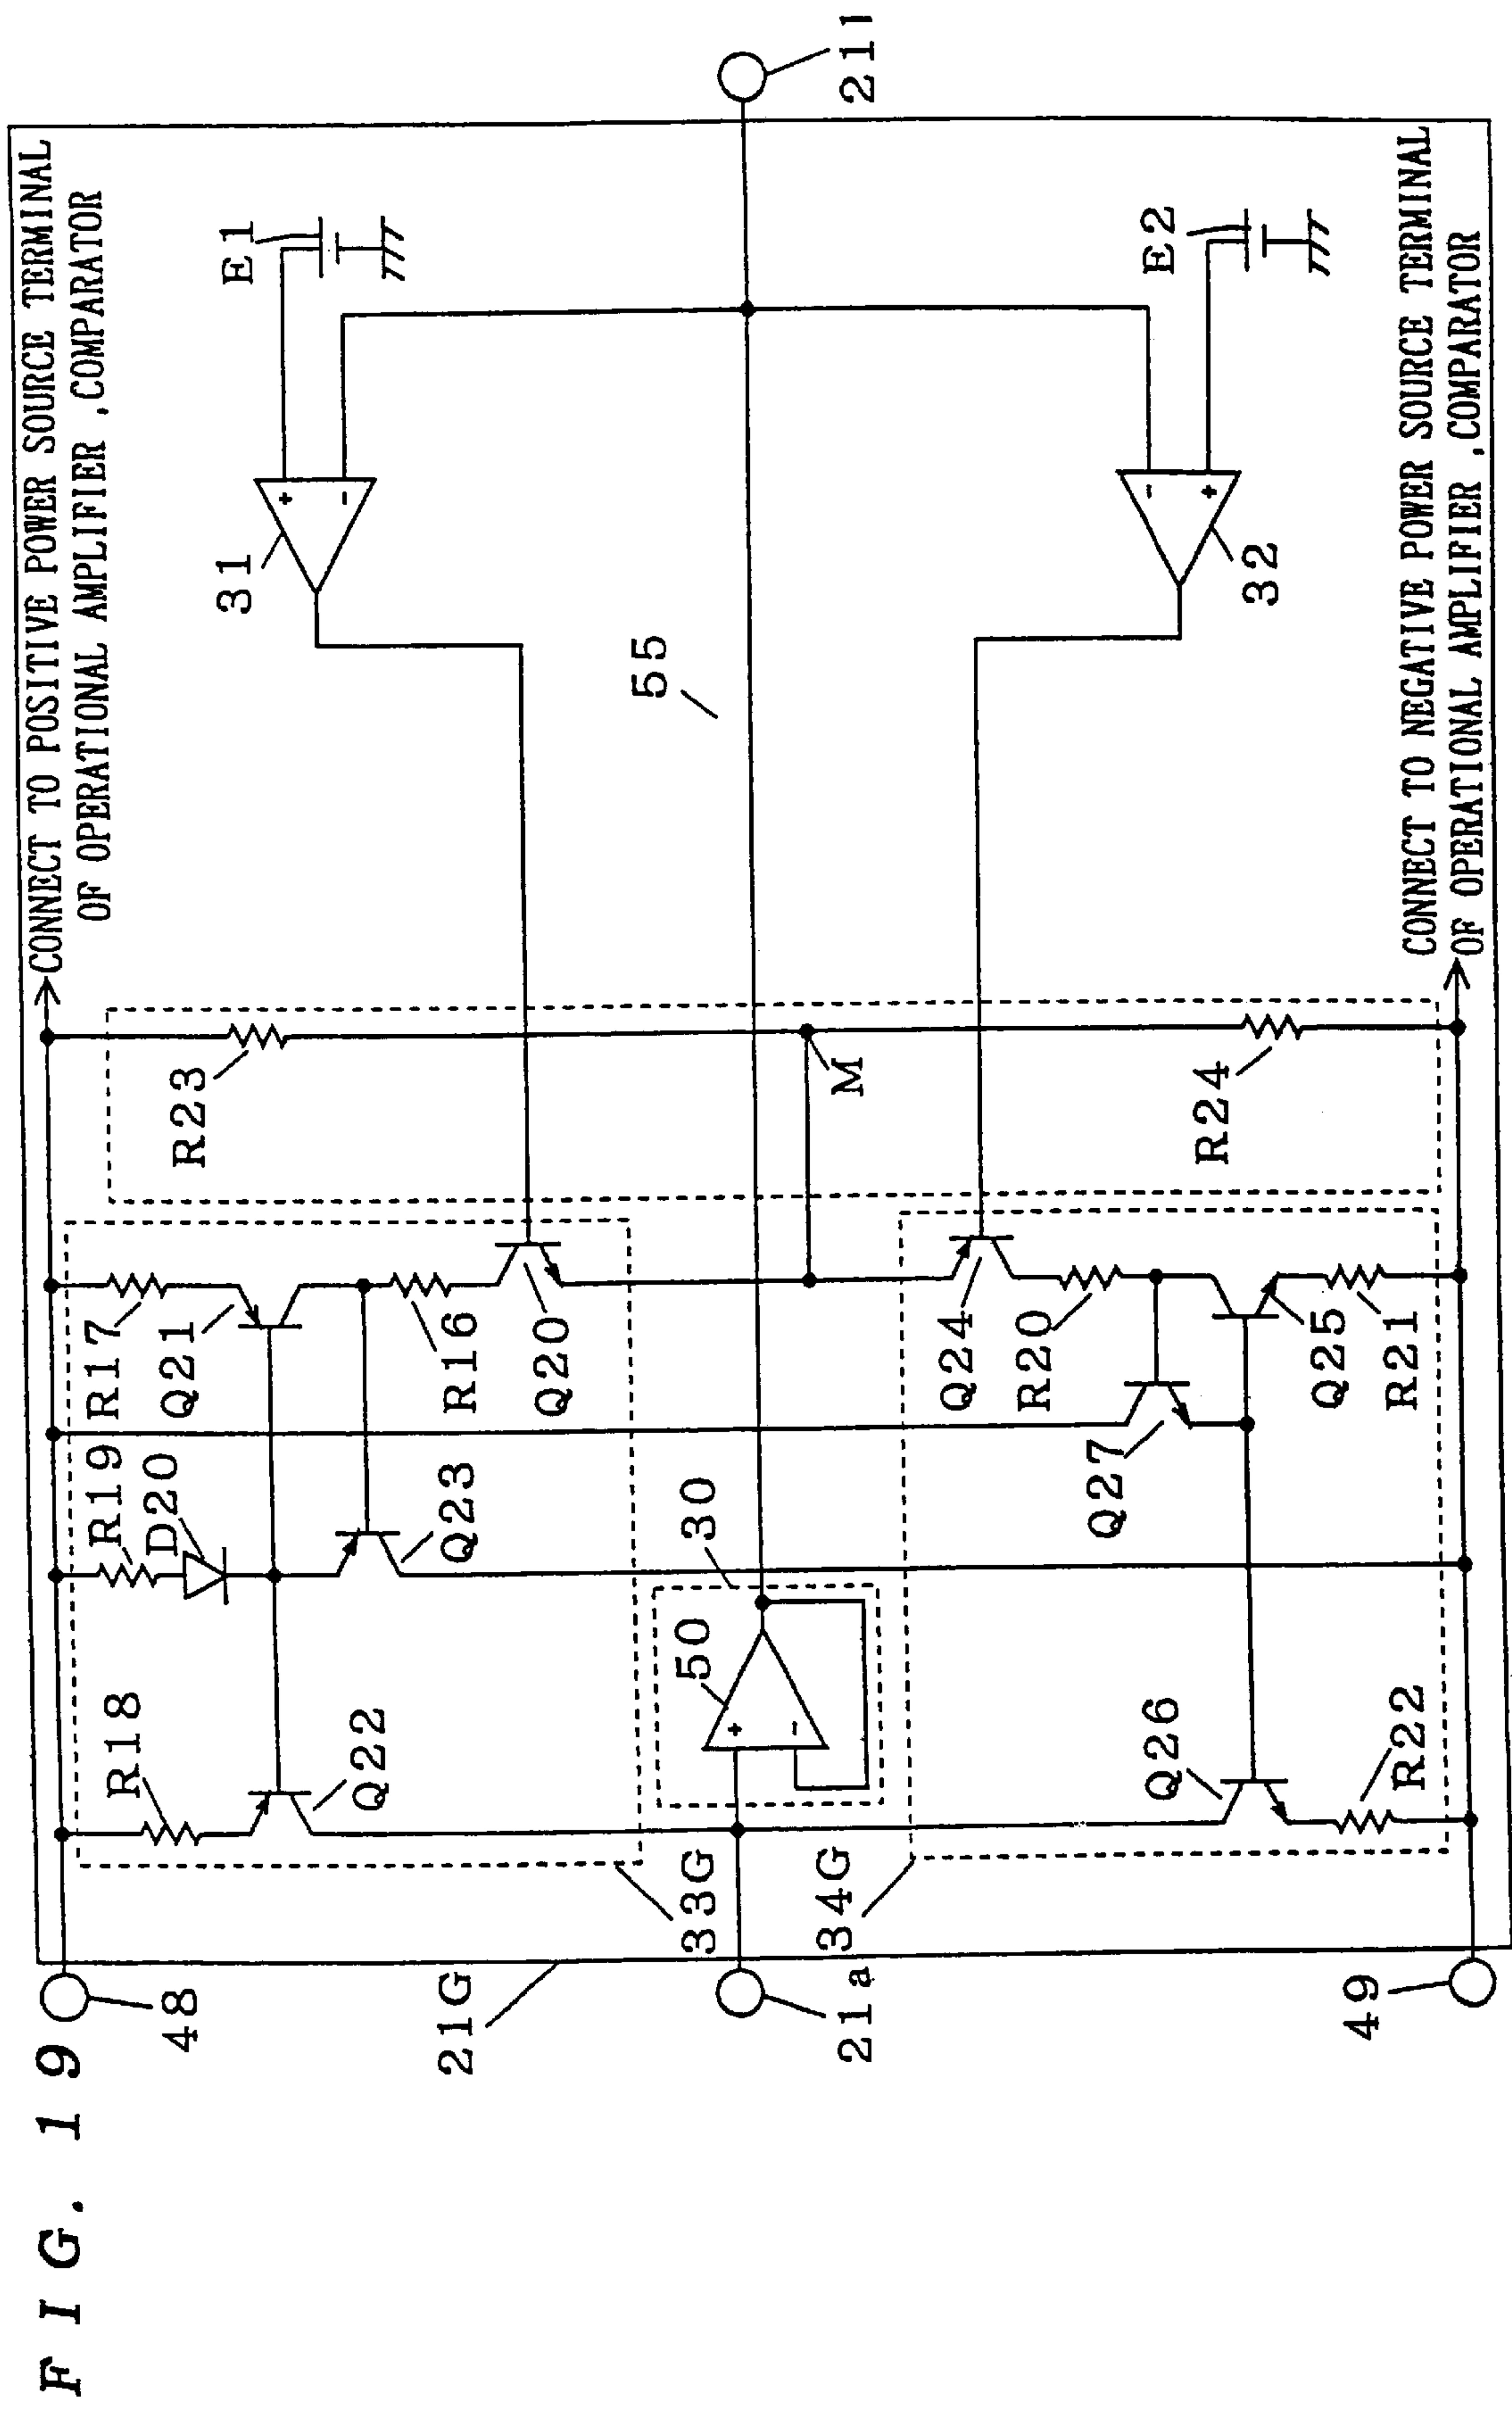 FIG. 19
48
21G
21a
49
33G
34G
R18
Q22
R19
D20
Q23
R17
Q21
R16
Q20
30
50
+
-
Q26
R22
Q27
Q24
R20
Q25
R21
R23
M
R24
55
31
+
-
E1
32
-
+
E2
CONNECT TO POSITIVE POWER SOURCE TERMINAL
OF OPERATIONAL AMPLIFIER ,COMPARATOR
CONNECT TO NEGATIVE POWER SOURCE TERMINAL
OF OPERATIONAL AMPLIFIER ,COMPARATOR
211